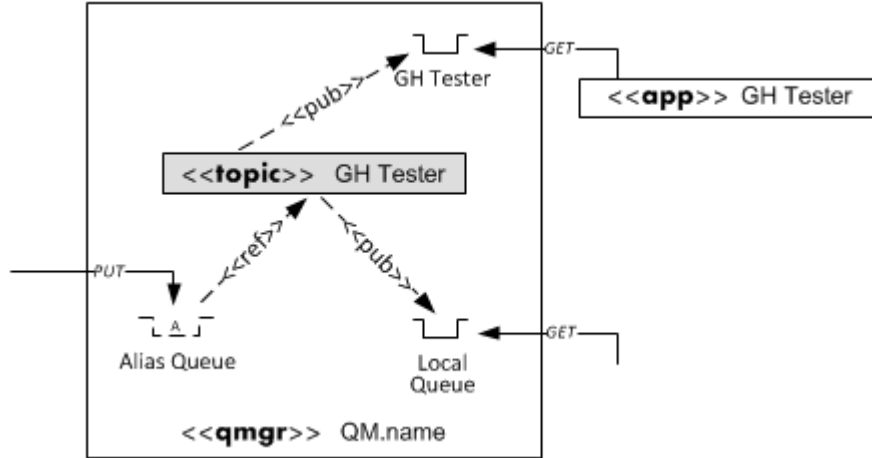 GET
GH Tester
<<app>> GH Tester
<<pub>>
<<topic>> GH Tester
<<ref>>
<<pub>>
PUT
A
GET
Alias Queue
Local
Queue
<<qmgr>> QM.name